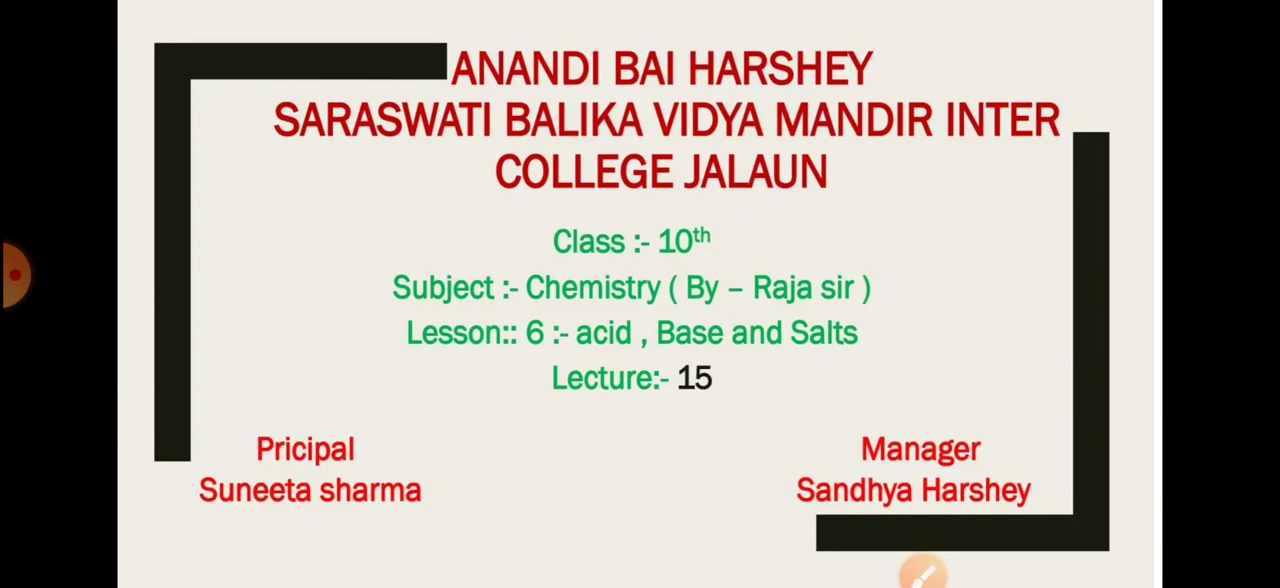 ANANDI BAI HARSHEY
SARASWATI BALIKA VIDYA MANDIR INTER
COLLEGE JALAUN
Class :- 10th
Subject :- Chemistry ( By – Raja sir )
Lesson:: 6 :- acid , Base and Salts
Lecture:- 15
Pricipal
Suneeta sharma
Manager
Sandhya Harshey